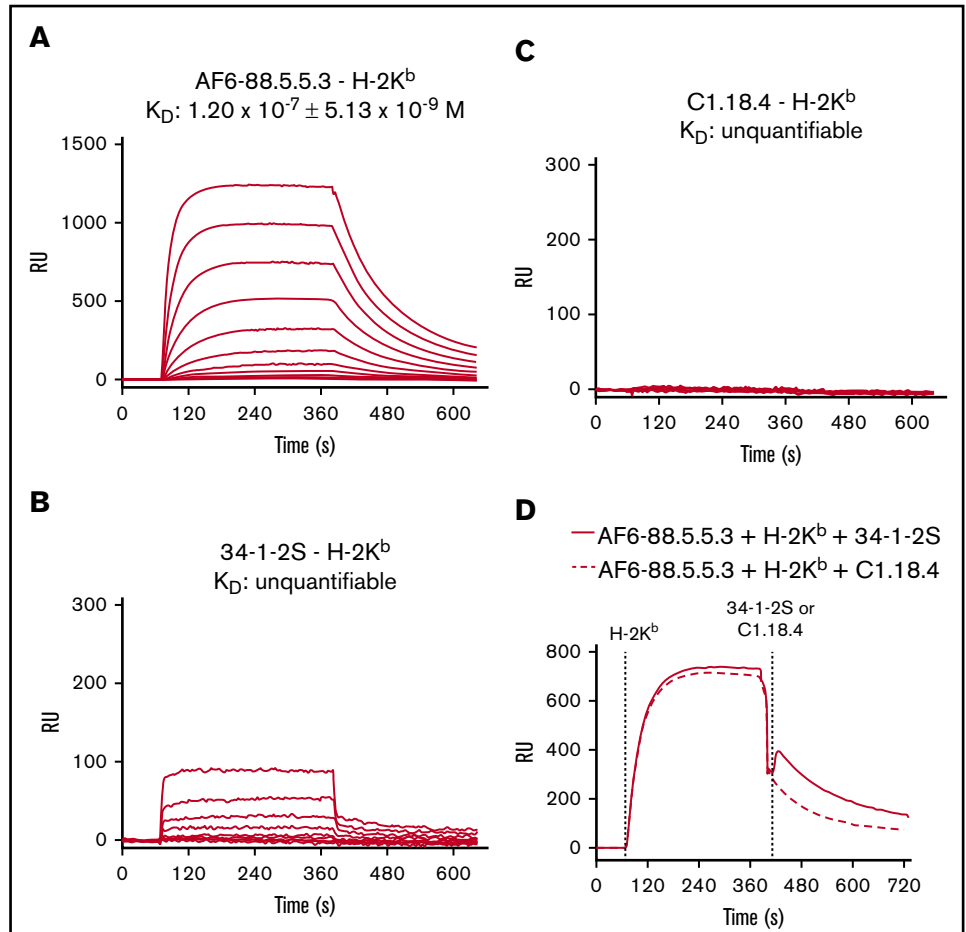 A
AF6-88.5.5.3 - H-2Kᵇ
K_D: 1.20 x 10⁻⁷ ± 5.13 x 10⁻⁹ M
1500
1000
500
0
RU
0 120 240 360 480 600
Time (s)
B
34-1-2S - H-2Kᵇ
K_D: unquantifiable
300
200
100
0
RU
0 120 240 360 480 600
Time (s)
C
C1.18.4 - H-2Kᵇ
K_D: unquantifiable
300
200
100
0
RU
0 120 240 360 480 600
Time (s)
D
AF6-88.5.5.3 + H-2Kᵇ + 34-1-2S
AF6-88.5.5.3 + H-2Kᵇ + C1.18.4
34-1-2S or
C1.18.4
H-2Kᵇ
800
600
400
200
0
RU
0 120 240 360 480 600 720
Time (s)